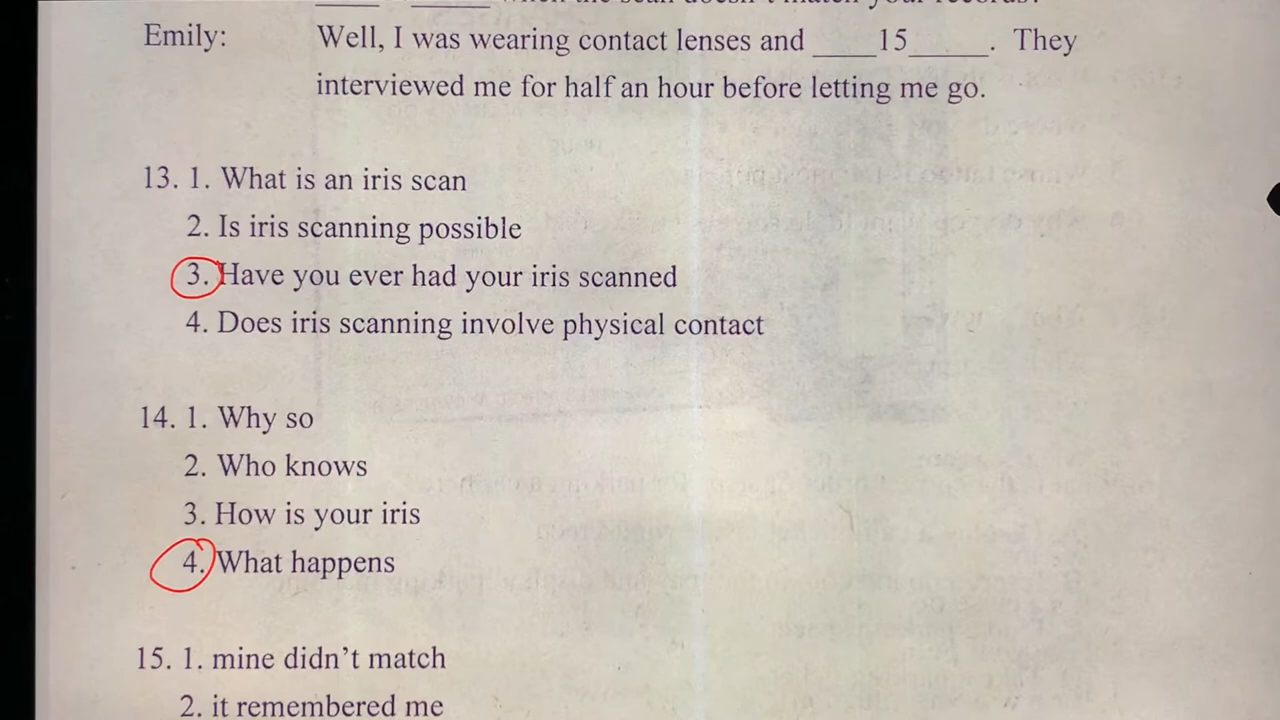 Emily: Well, I was wearing contact lenses and ____15_____. They
interviewed me for half an hour before letting me go.
13. 1. What is an iris scan
2. Is iris scanning possible
3. Have you ever had your iris scanned
4. Does iris scanning involve physical contact
14. 1. Why so
2. Who knows
3. How is your iris
4. What happens
15. 1. mine didn't match
2. it remembered me